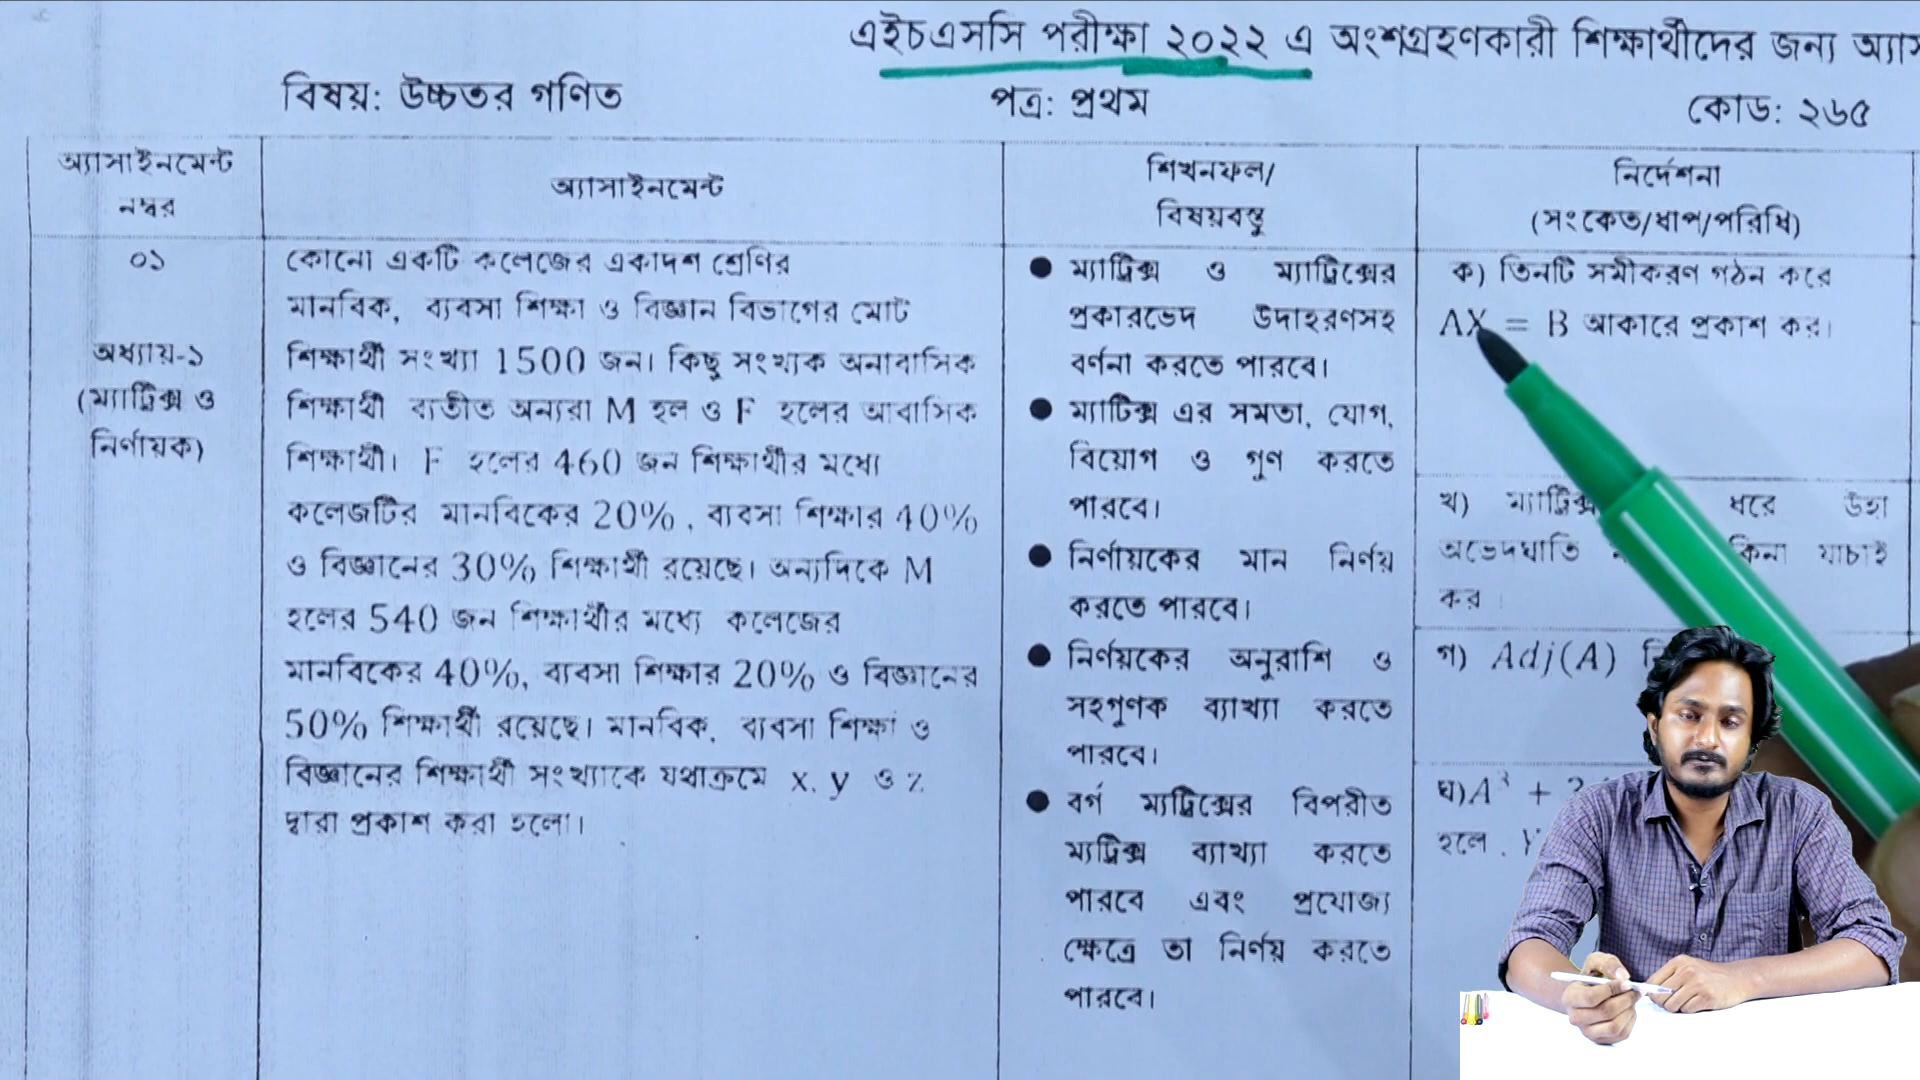 এইচএসসি পরীক্ষা ২০২২ এ অংশগ্রহণকারী শিক্ষার্থীদের জন্য
বিষয়: উচ্চতর গণিত
পত্র: প্রথম
কোড: ২৬৫
অ্যাসাইনমেন্ট
নম্বর
অ্যাসাইনমেন্ট
শিখনফল/
বিষয়বস্তু
নির্দেশনা
(সংকেত/ধাপ/পরিধি)
০১
অধ্যায়-১
(ম্যাট্রিক্স ও
নির্ণায়ক)
কোনো একটি কলেজের একাদশ শ্রেণির
মানবিক, ব্যবসা শিক্ষা ও বিজ্ঞান বিভাগের মোট
শিক্ষার্থী সংখ্যা 1500 জন। কিছু সংখ্যক অনাবাসিক
শিক্ষার্থী ব্যতীত অন্যরা M হল ও F হলের আবাসিক
শিক্ষার্থী। F হলের 460 জন শিক্ষার্থীর মধ্যে
কলেজটির মানবিকের 20%, ব্যবসা শিক্ষার 40%
ও বিজ্ঞানের 30% শিক্ষার্থী রয়েছে। অন্যদিকে M
হলের 540 জন শিক্ষার্থীর মধ্যে কলেজের
মানবিকের 40%, ব্যবসা শিক্ষার 20% ও বিজ্ঞানের
50% শিক্ষার্থী রয়েছে। মানবিক, ব্যবসা শিক্ষা ও
বিজ্ঞানের শিক্ষার্থী সংখ্যাকে যথাক্রমে x, y ও z
দ্বারা প্রকাশ করা হলো।
● ম্যাট্রিক্স ও ম্যাট্রিক্সের
প্রকারভেদ উদাহরণসহ
বর্ণনা করতে পারবে।
● ম্যাটিক্স এর সমতা, যোগ,
বিয়োগ ও গুণ করতে
পারবে।
● নির্ণায়কের মান নির্ণয়
করতে পারবে।
● নির্ণয়কের অনুরাশি ও
সহগুণক ব্যাখ্যা করতে
পারবে।
● বর্গ ম্যট্রিক্সের বিপরীত
ম্যট্রিক্স ব্যাখ্যা করতে
পারবে এবং প্রযোজ্য
ক্ষেত্রে তা নির্ণয় করতে
পারবে।
ক) তিনটি সমীকরণ গঠন করে
AX = B আকারে প্রকাশ কর।
খ) ম্যাট্রিক্স ধরে উহা
অভেদঘাতি কিনা যাচাই
কর
গ) Adj(A)
ঘ) A³ +
হলে,